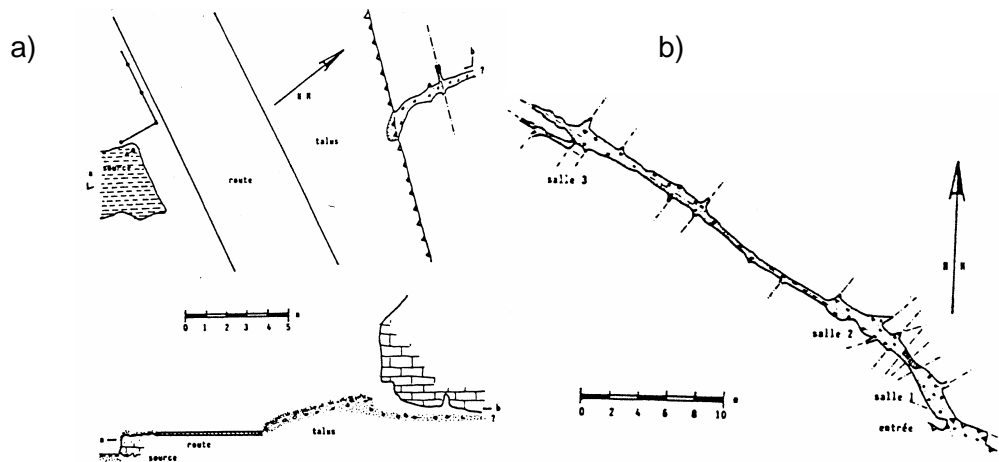 a)
b)
N M
talus
route
source
a
b
?
0 1 2 3 4 5 m
a
route
source
talus
b
?
salle 3
salle 2
salle 1
entrée
N M
0 2 4 6 8 10 m